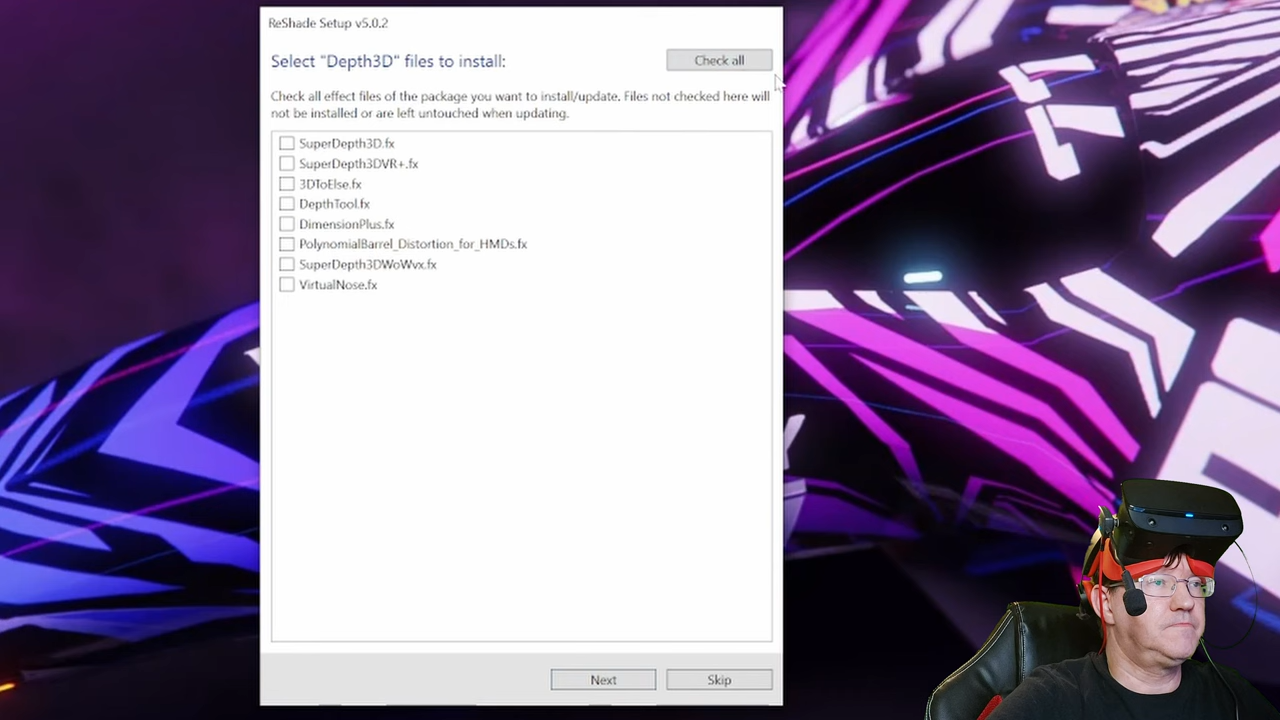 ReShade Setup v5.0.2
Select "Depth3D" files to install:
Check all
Check all effect files of the package you want to install/update. Files not checked here will
not be installed or are left untouched when updating.
SuperDepth3D.fx
SuperDepth3DVR+.fx
3DToElse.fx
DepthTool.fx
DimensionPlus.fx
PolynomialBarrel_Distortion_for_HMDs.fx
SuperDepth3DWoWvx.fx
VirtualNose.fx
Next
Skip